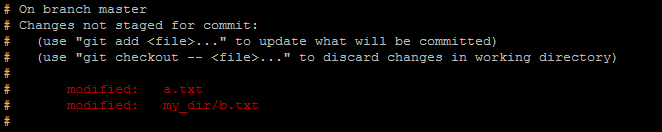 # On branch master
# Changes not staged for commit:
#   (use "git add <file>..." to update what will be committed)
#   (use "git checkout -- <file>..." to discard changes in working directory)
#
#       modified:   a.txt
#       modified:   my_dir/b.txt
#